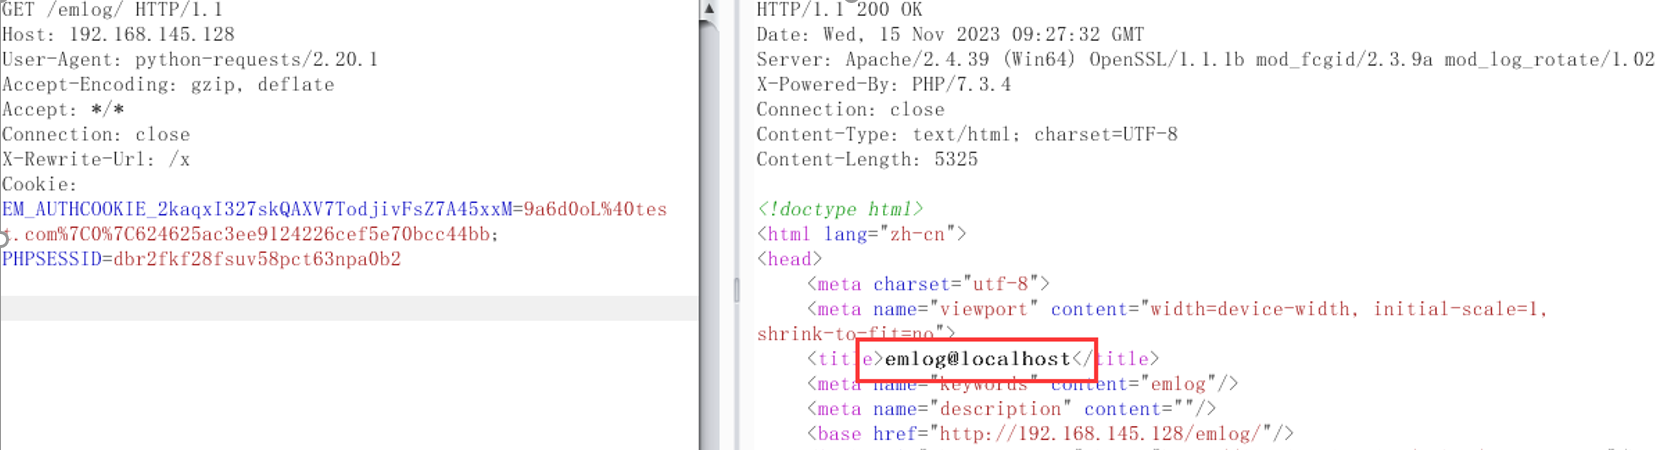 GET /emlog/ HTTP/1.1
Host: 192.168.145.128
User-Agent: python-requests/2.20.1
Accept-Encoding: gzip, deflate
Accept: */*
Connection: close
X-Rewrite-Url: /x
Cookie:
EM_AUTHCOOKIE_2kaqxI327skQAXV7TodjivFsZ7A45xxM=9a6d0oL%40tes
t.com%7C0%7C624625ac3ee9124226cef5e70bcc44bb;
PHPSESSID=dbr2fkf28fsuv58pct63npa0b2
HTTP/1.1 200 OK
Date: Wed, 15 Nov 2023 09:27:32 GMT
Server: Apache/2.4.39 (Win64) OpenSSL/1.1.1b mod_fcgid/2.3.9a mod_log_rotate/1.02
X-Powered-By: PHP/7.3.4
Connection: close
Content-Type: text/html; charset=UTF-8
Content-Length: 5325
<!doctype html>
<html lang="zh-cn">
<head>
<meta charset="utf-8">
<meta name="viewport" content="width=device-width, initial-scale=1,
shrink-to-fit=no">
<title>emlog@localhost</title>
<meta name="keywords" content="emlog"/>
<meta name="description" content=""/>
<base href="http://192.168.145.128/emlog/"/>